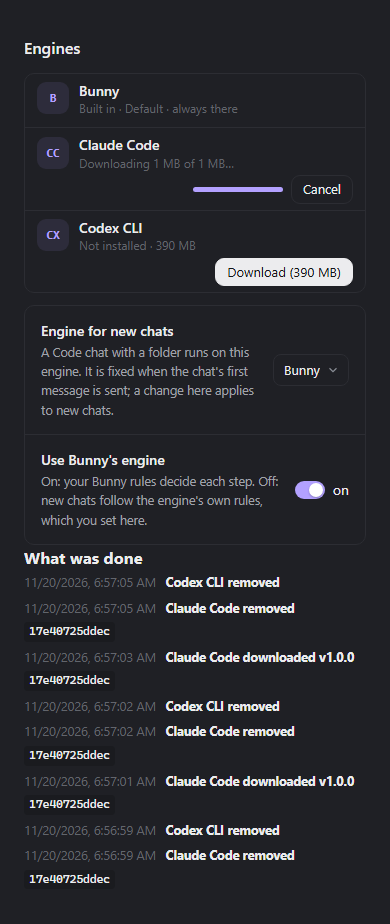 Engines
B
Bunny
Built in · Default · always there
CC
Claude Code
Downloading 1 MB of 1 MB...
Cancel
CX
Codex CLI
Not installed · 390 MB
Download (390 MB)
Engine for new chats
A Code chat with a folder runs on this
engine. It is fixed when the chat's first
message is sent; a change here applies
to new chats.
Bunny
Use Bunny's engine
On: your Bunny rules decide each step. Off:
new chats follow the engine's own rules,
which you set here.
on
What was done
11/20/2026, 6:57:05 AM Codex CLI removed
11/20/2026, 6:57:05 AM Claude Code removed
17e40725ddec
11/20/2026, 6:57:03 AM Claude Code downloaded v1.0.0
17e40725ddec
11/20/2026, 6:57:02 AM Codex CLI removed
11/20/2026, 6:57:02 AM Claude Code removed
17e40725ddec
11/20/2026, 6:57:01 AM Claude Code downloaded v1.0.0
17e40725ddec
11/20/2026, 6:56:59 AM Codex CLI removed
11/20/2026, 6:56:59 AM Claude Code removed
17e40725ddec